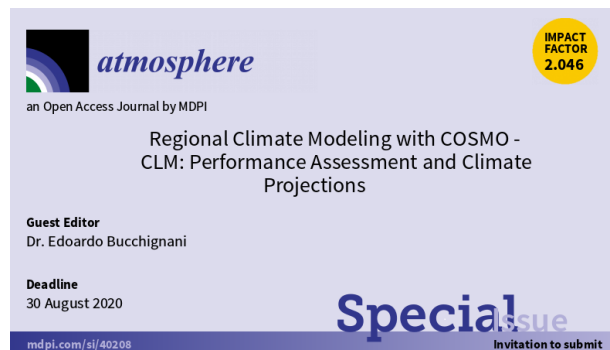 IMPACT
FACTOR
2.046
atmosphere
an Open Access Journal by MDPI
Regional Climate Modeling with COSMO -
CLM: Performance Assessment and Climate
Projections
Guest Editor
Dr. Edoardo Bucchignani
Deadline
30 August 2020
Special Issue
mdpi.com/si/40208
Invitation to submit